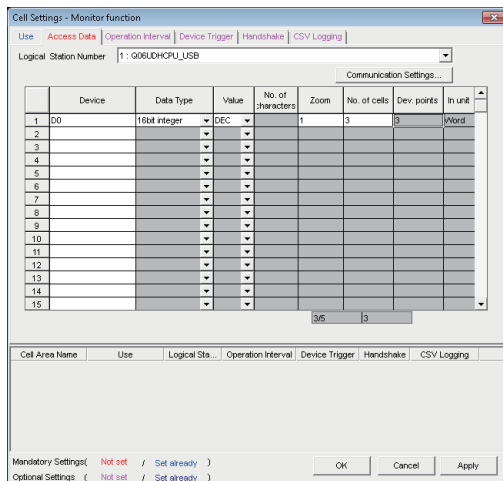 Cell Settings - Monitor function
Use Access Data Operation Interval Device Trigger Handshake CSV Logging
Logical Station Number 1 : Q06UDHCPU_USB
Communication Settings...
Device Data Type Value No. of characters Zoom No. of cells Dev. points In unit
1 D0 16bit integer DEC 1 3 3 Word
2
3
4
5
6
7
8
9
10
11
12
13
14
15
3/5 3
Cell Area Name Use Logical Sta... Operation Interval Device Trigger Handshake CSV Logging
Mandatory Settings( Not set / Set already )
OK Cancel Apply
Optional Settings ( Not set / Set already )